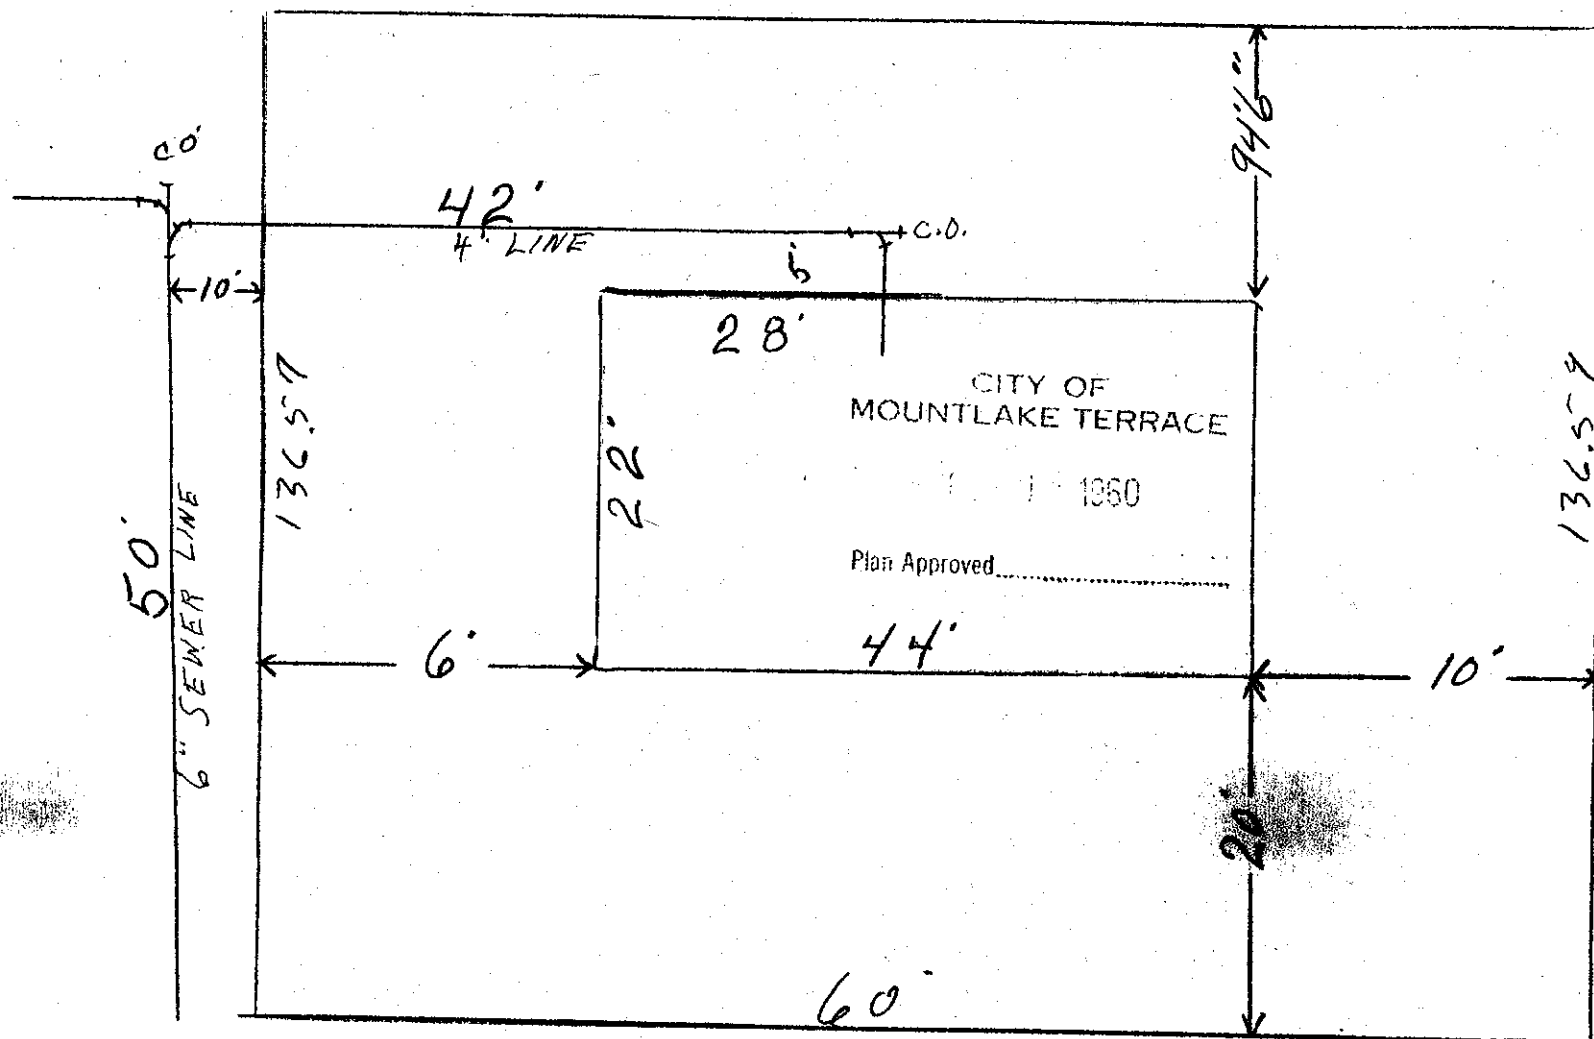 94'6"
CO
42'
4" LINE
C.O.
10'
28'
136.57
22'
CITY OF
MOUNTLAKE TERRACE
1960
Plan Approved
50'
6" SEWER LINE
6'
44'
10'
136.57
20'
60'